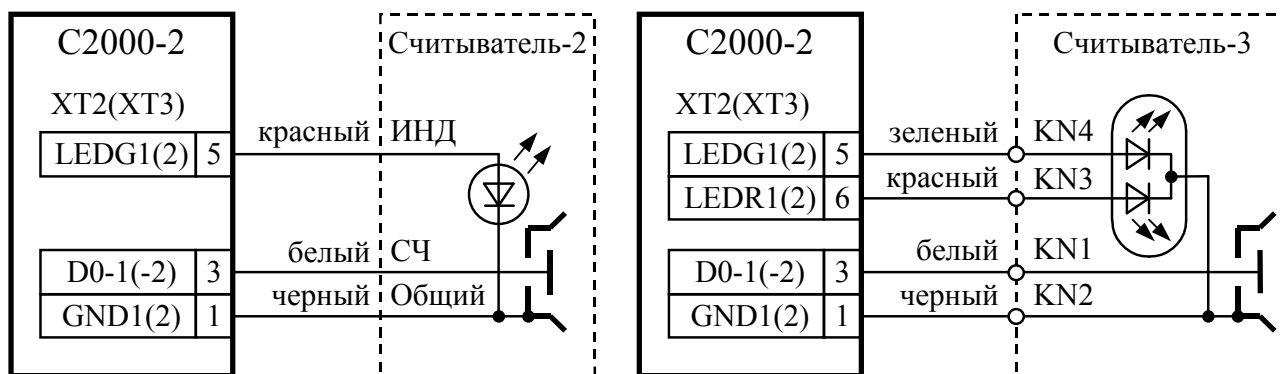 С2000-2
Считыватель-2
XT2(XT3)
красный ИНД
LEDG1(2) 5
белый СЧ
D0-1(-2) 3
черный Общий
GND1(2) 1
С2000-2
Считыватель-3
XT2(XT3)
зеленый KN4
LEDG1(2) 5
красный KN3
LEDR1(2) 6
белый KN1
D0-1(-2) 3
черный KN2
GND1(2) 1